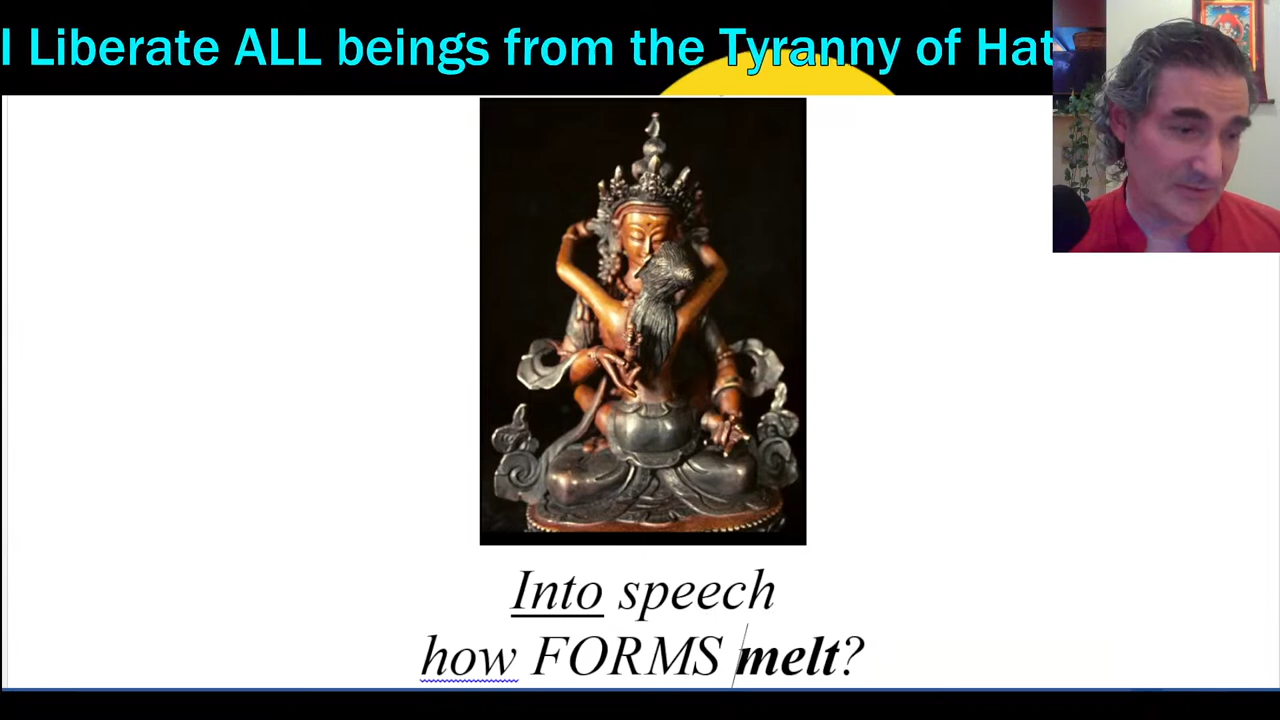 I Liberate ALL beings from the Tyranny of Hat
Into speech
how FORMS melt?